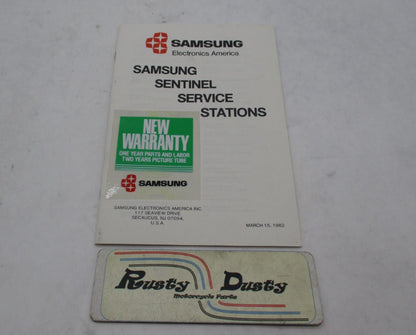 SAMSUNG
Electronics America
SAMSUNG
SENTINEL
SERVICE
STATIONS
NEW
WARRANTY
ONE YEAR PARTS AND LABOR
TWO YEARS PICTURE TUBE
SAMSUNG
SAMSUNG ELECTRONICS AMERICA INC.
117 SEAVIEW DRIVE
SECAUCUS, NJ 07094,
U.S.A.
MARCH 15, 1982
Rusty Dusty
Motorcycle Parts